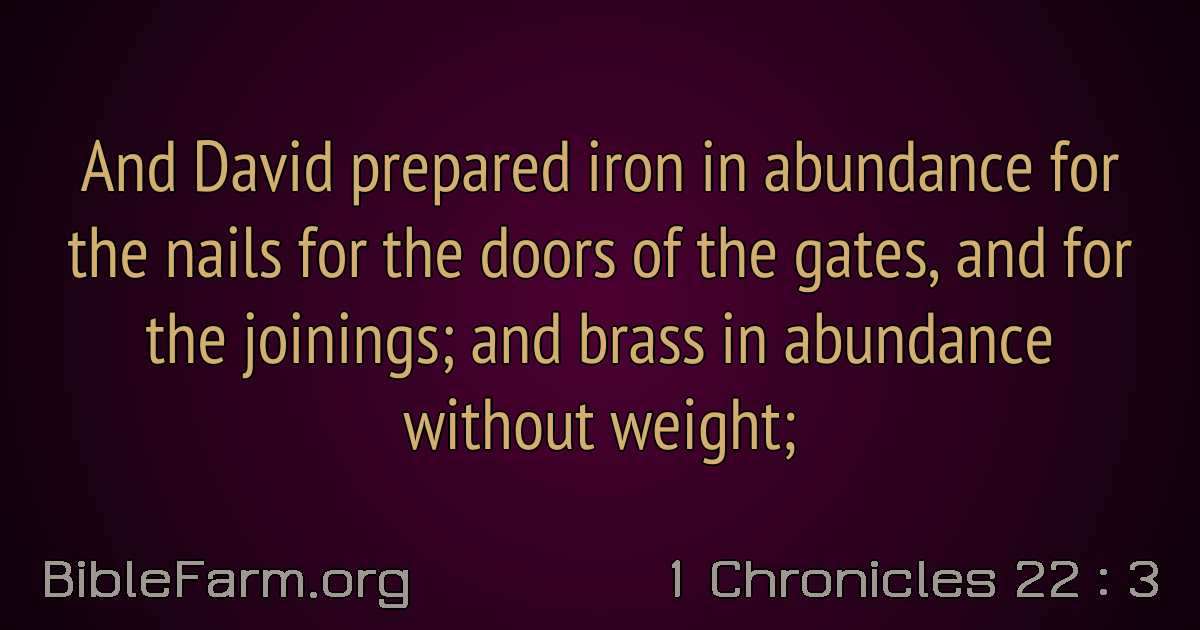 And David prepared iron in abundance for
the nails for the doors of the gates, and for
the joinings; and brass in abundance
without weight;
BibleFarm.org
1 Chronicles 22 : 3